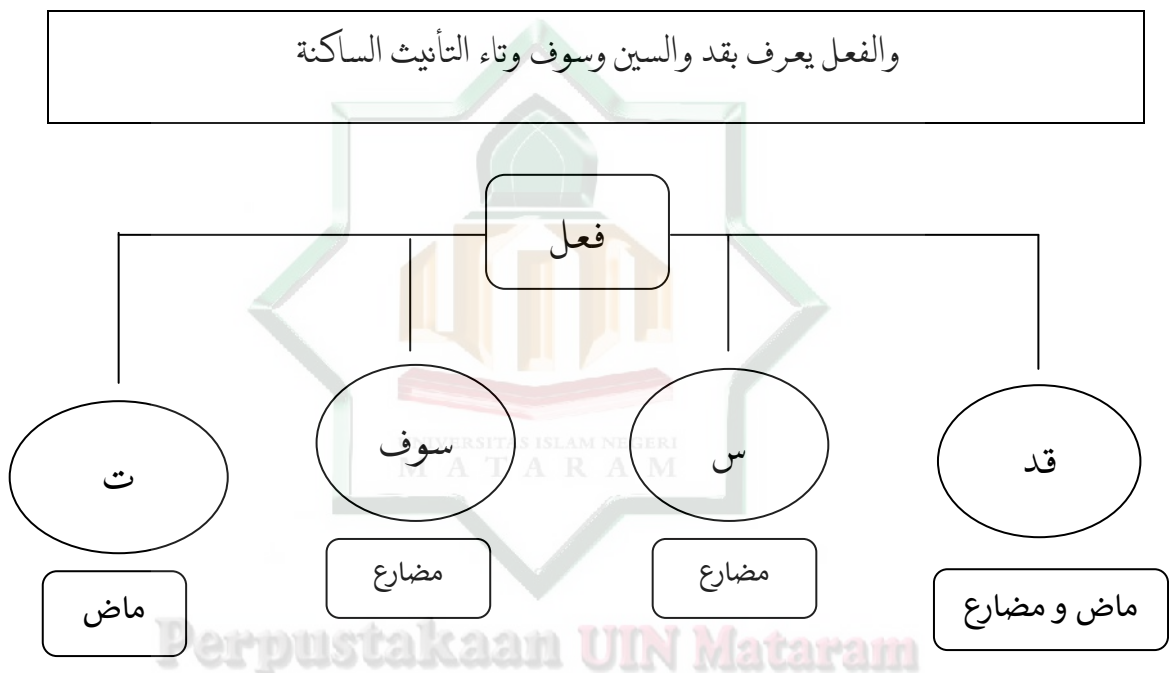 والفعل يعرف بقد والسين وسوف وتاء التأنيث الساكنة
فعل
قد
س
سوف
ت
ماض و مضارع
مضارع
مضارع
ماض
UNIVERSITAS ISLAM NEGERI
MATARAM
Perpustakaan UIN Mataram